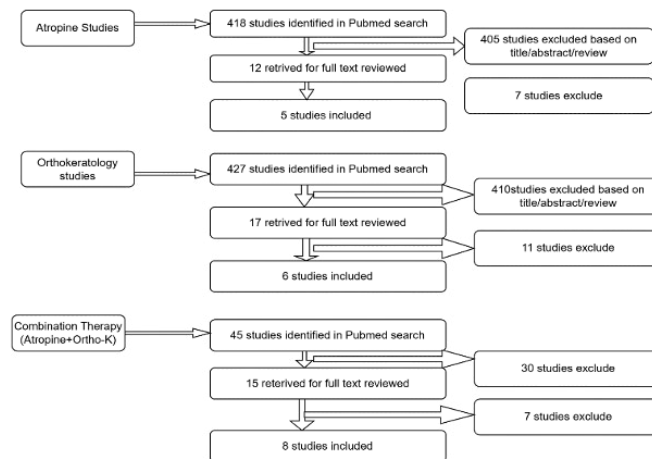 Atropine Studies
418 studies identified in Pubmed search
405 studies excluded based on
title/abstract/review
12 retrived for full text reviewed
7 studies exclude
5 studies included
Orthokeratology
studies
427 studies identified in Pubmed search
410studies excluded based on
title/abstract/review
17 retrived for full text reviewed
11 studies exclude
6 studies included
Combination Therapy
(Atropine+Ortho-K)
45 studies identified in Pubmed search
30 studies exclude
15 reterived for full text reviewed
7 studies exclude
8 studies included